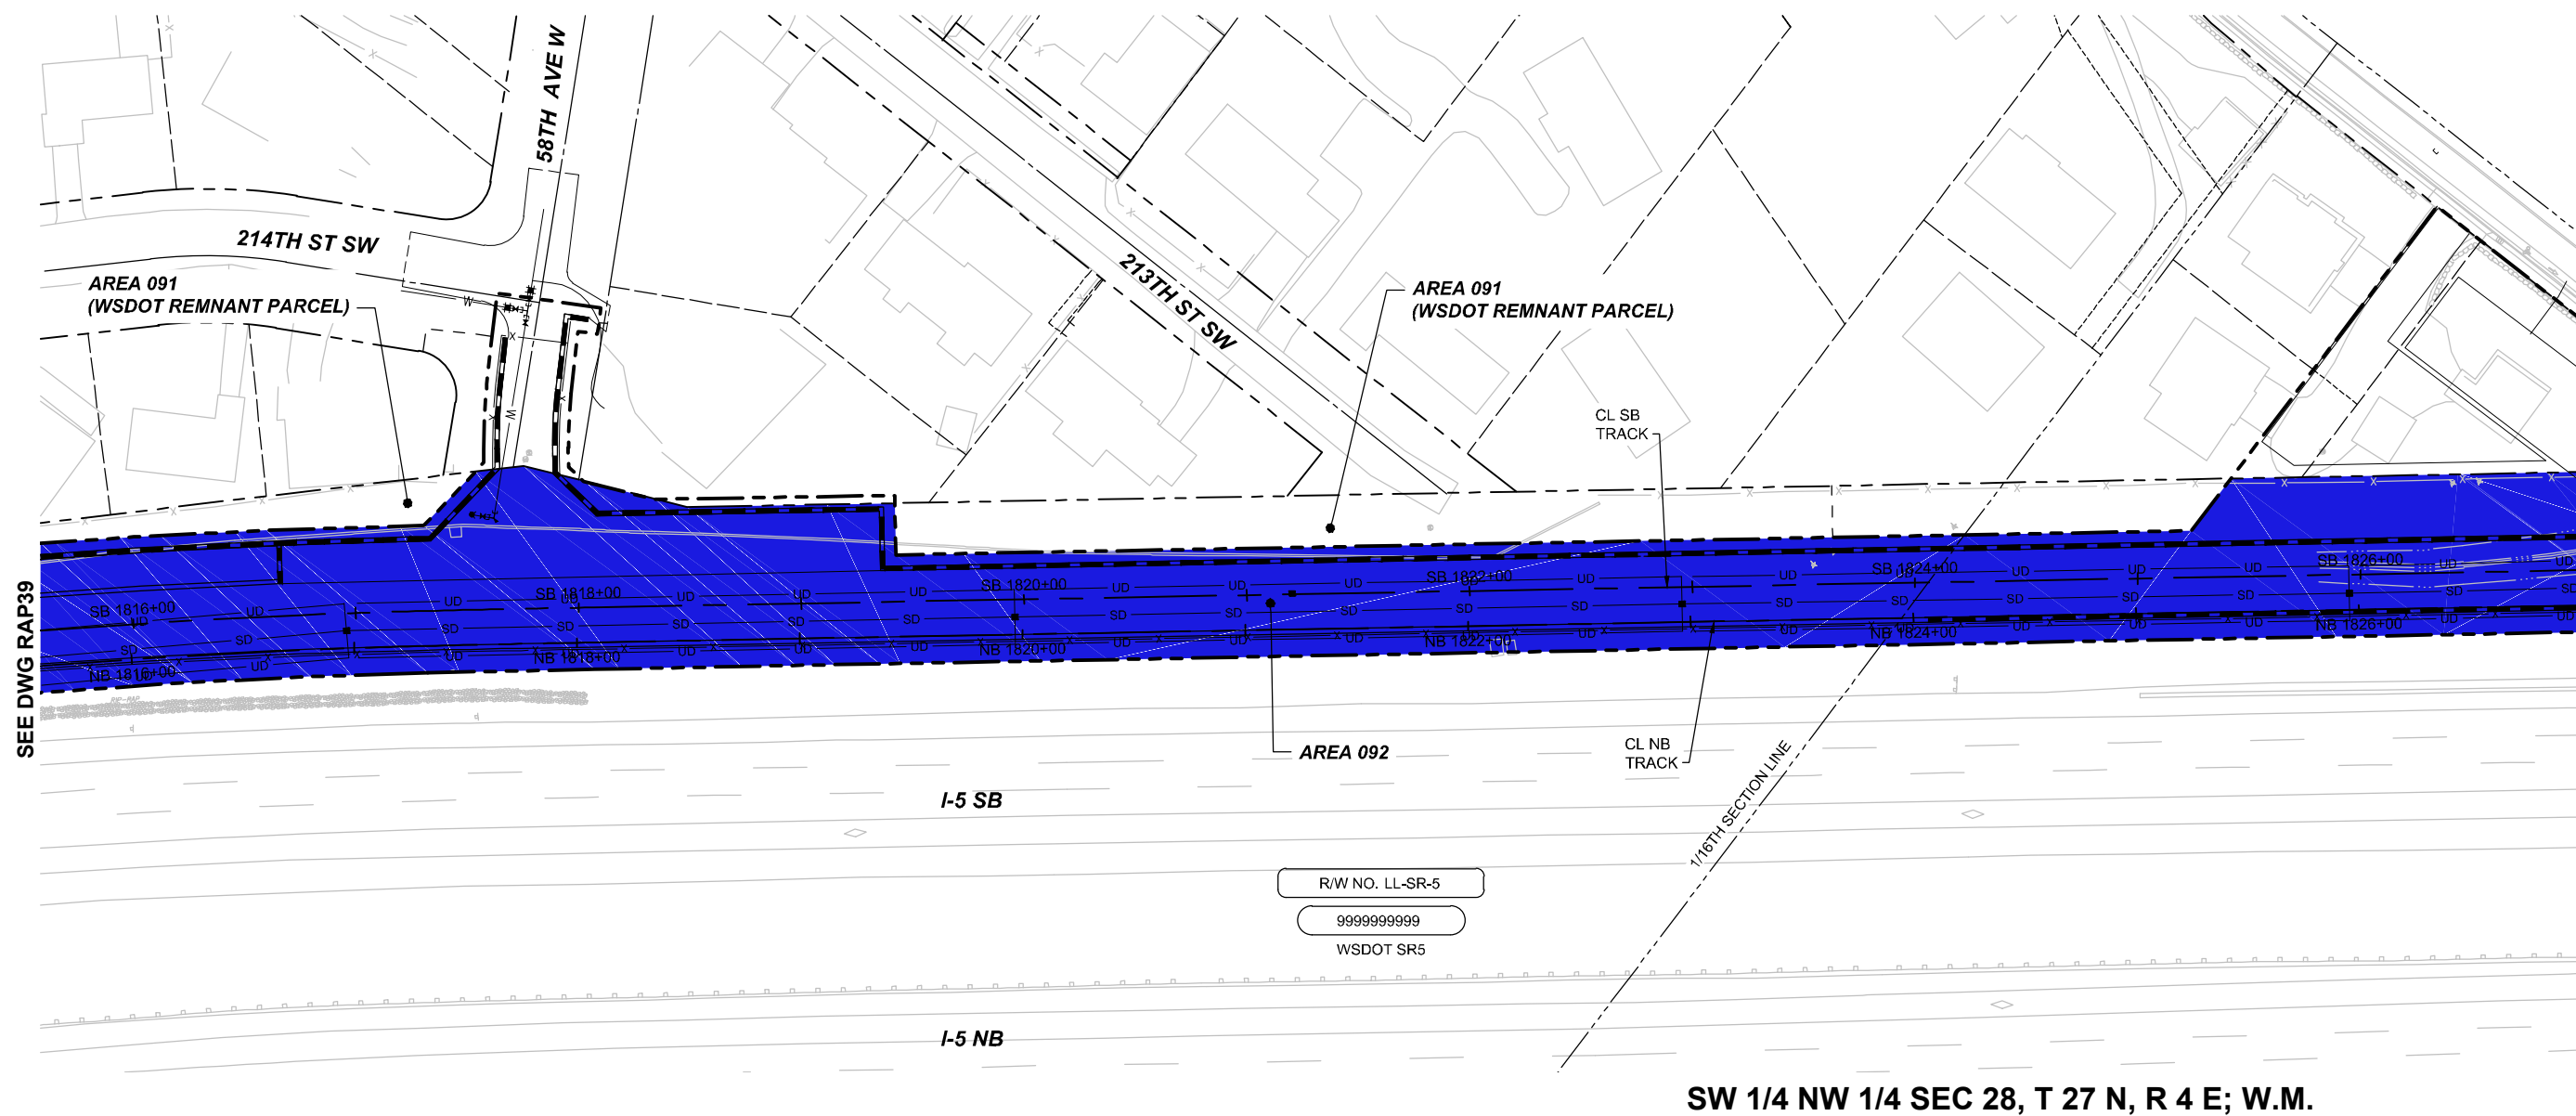 58TH AVE W
214TH ST SW
AREA 091
(WSDOT REMNANT PARCEL)
213TH ST SW
AREA 091
(WSDOT REMNANT PARCEL)
CL SB
TRACK
SEE DWG RAP39
SB 1816+00
SB 1818+00
SB 1820+00
SB 1822+00
SB 1824+00
SB 1826+00
NB 1816+00
NB 1818+00
NB 1820+00
NB 1822+00
NB 1824+00
NB 1826+00
AREA 092
CL NB
TRACK
1/16TH SECTION LINE
I-5 SB
R/W NO. LL-SR-5
9999999999
WSDOT SR5
I-5 NB
SW 1/4 NW 1/4 SEC 28, T 27 N, R 4 E; W.M.